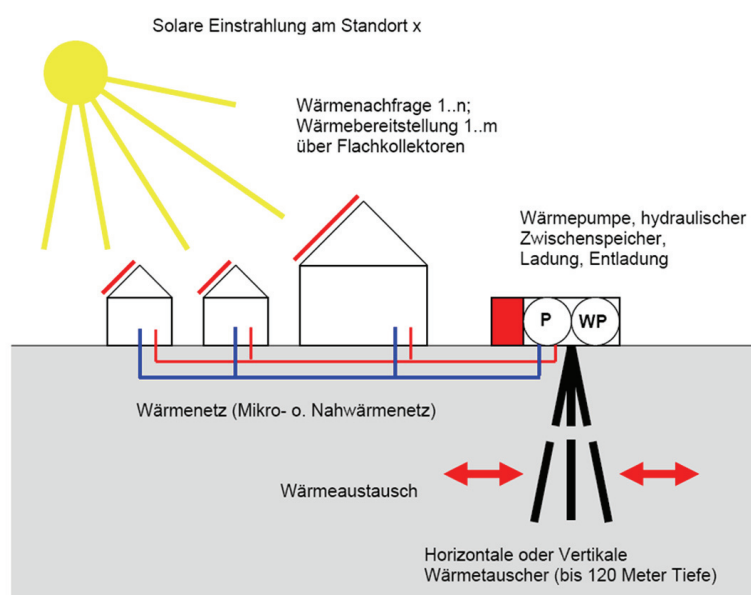 Solare Einstrahlung am Standort x
Wärmenachfrage 1..n;
Wärmebereitstellung 1..m
über Flachkollektoren
Wärmepumpe, hydraulischer
Zwischenspeicher,
Ladung, Entladung
P
WP
Wärmenetz (Mikro- o. Nahwärmenetz)
Wärmeaustausch
Horizontale oder Vertikale
Wärmetauscher (bis 120 Meter Tiefe)